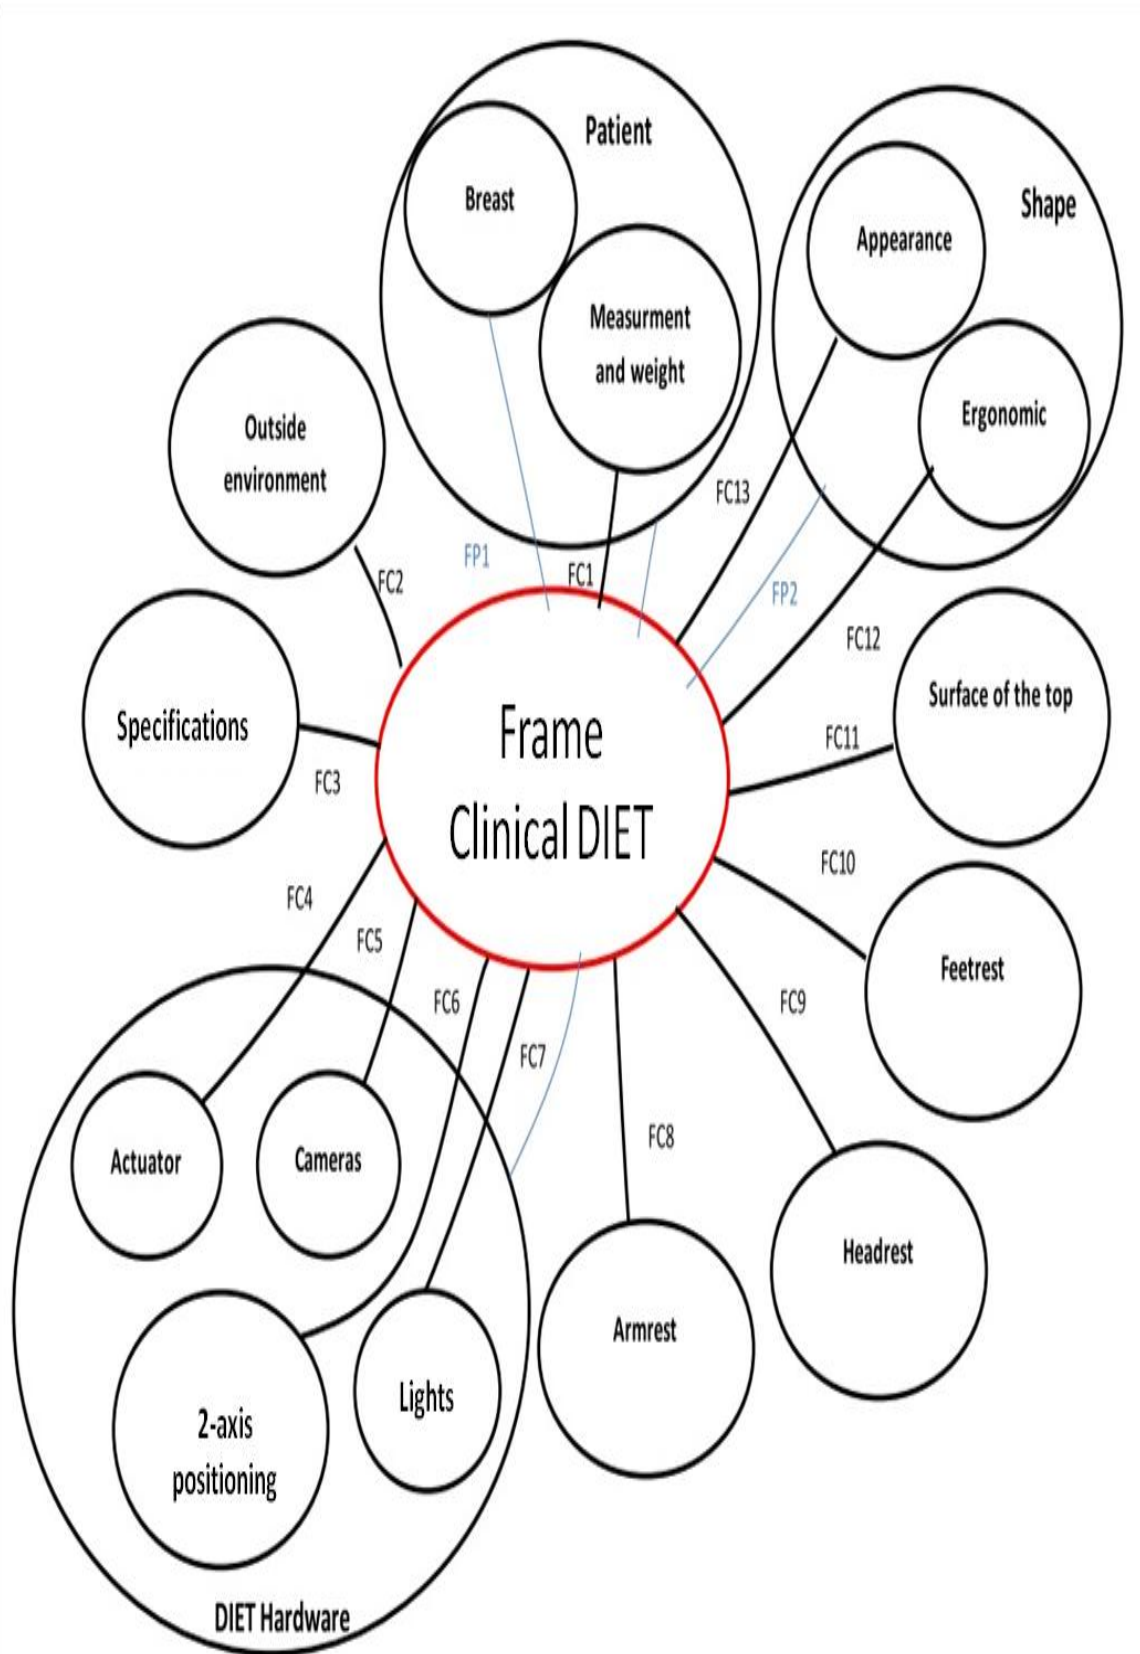 Patient
Breast
Shape
Appearance
Measurment
and weight
Ergonomic
Outside
environment
FC13
FP1
FC1
FC2
FP2
FC12
Surface of the top
Specifications
Frame
Clinical DIET
FC11
FC3
FC10
FC4
FC5
Feetrest
FC6
FC9
FC7
FC8
Actuator
Cameras
Headrest
Armrest
Lights
2-axis
positioning
DIET Hardware